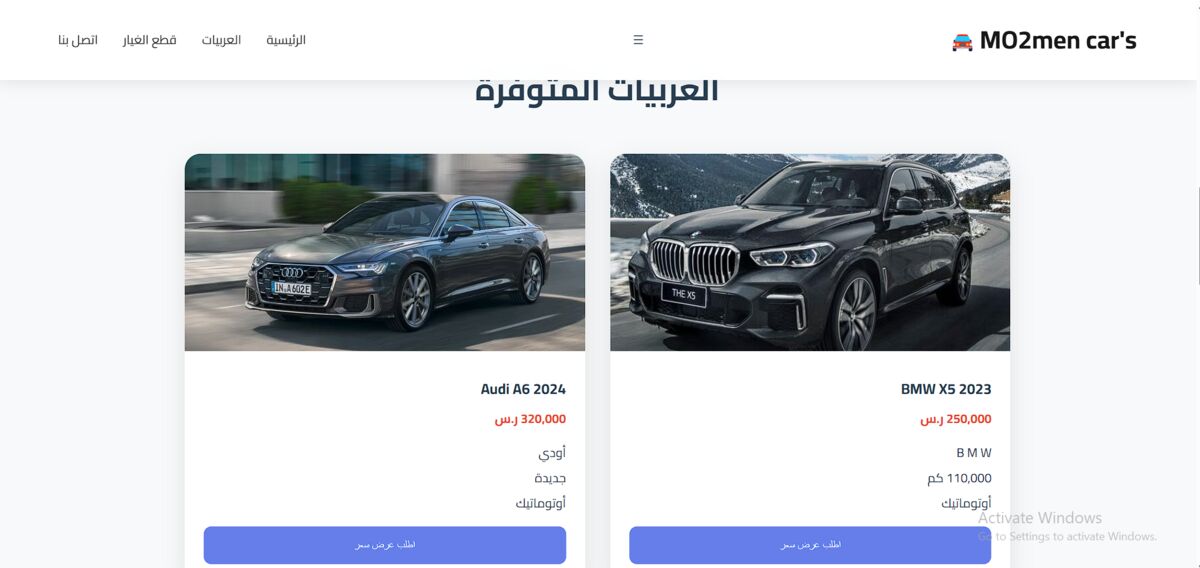 MO2men car's
☰
الرئيسية
العربيات
قطع الغيار
اتصل بنا
العربيات المتوفرة
THE X5
BMW X5 2023
250,000 ر.س
B M W
110,000 كم
أوتوماتيك
اطلب عرض سعر
IN·A602E
Audi A6 2024
320,000 ر.س
أودي
جديدة
أوتوماتيك
اطلب عرض سعر
Activate Windows
Go to Settings to activate Windows.